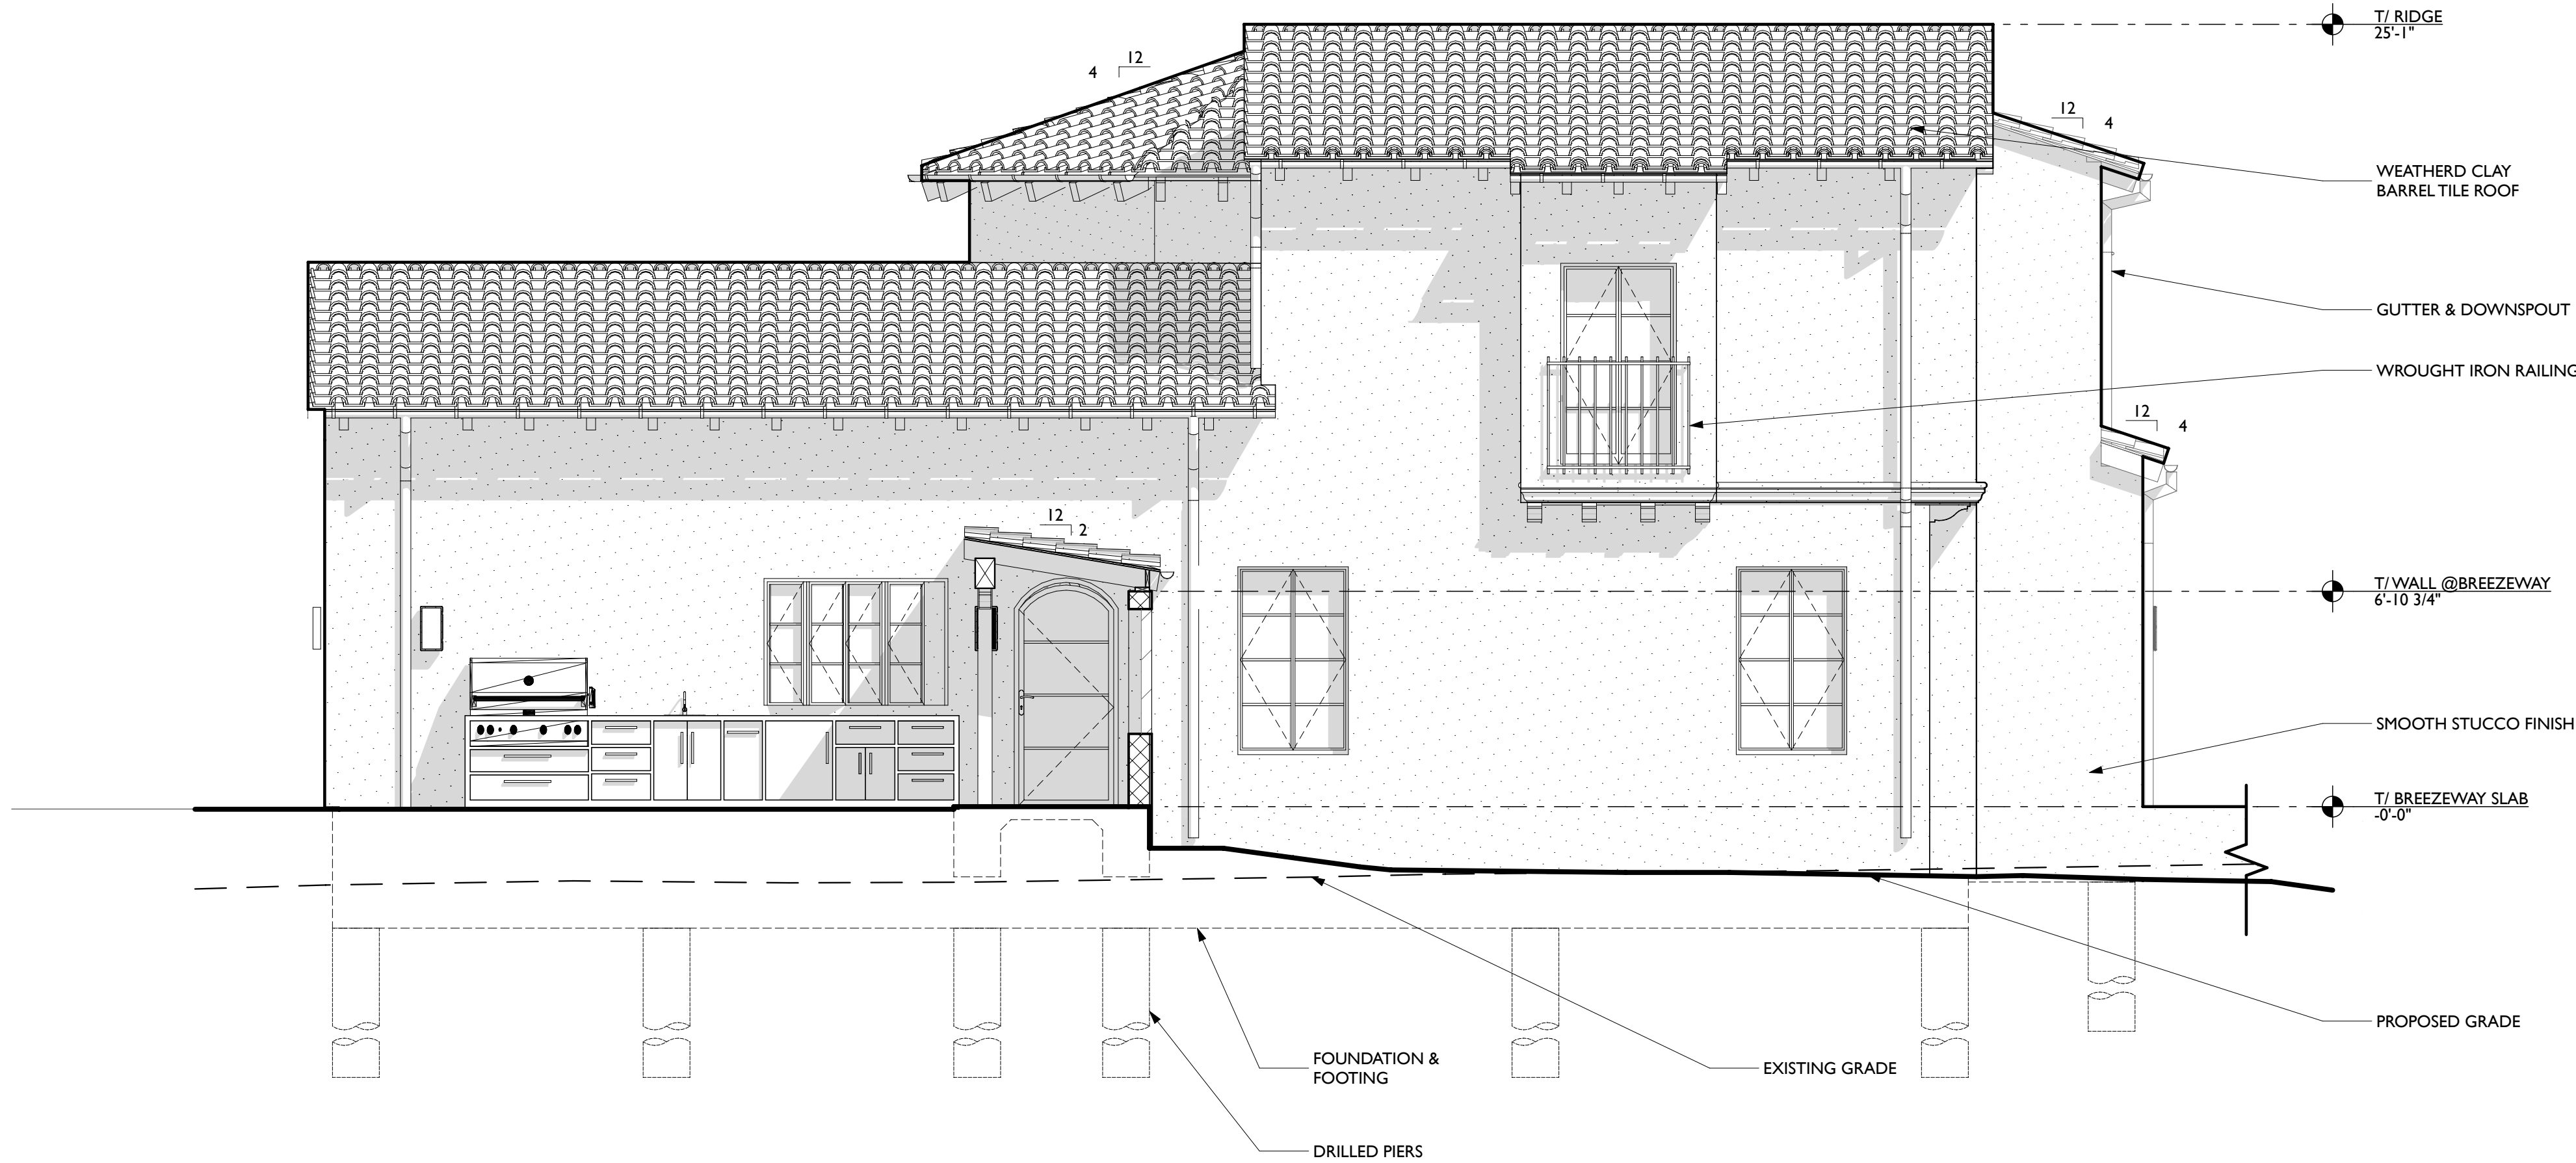 T/ RIDGE
25'-1"
12
4
12
4
WEATHERD CLAY
BARREL TILE ROOF
GUTTER & DOWNSPOUT
WROUGHT IRON RAILING
12
4
12
2
T/ WALL @BREEZEWAY
6'-10 3/4"
SMOOTH STUCCO FINISH
T/ BREEZEWAY SLAB
-0'-0"
PROPOSED GRADE
FOUNDATION &
FOOTING
EXISTING GRADE
DRILLED PIERS